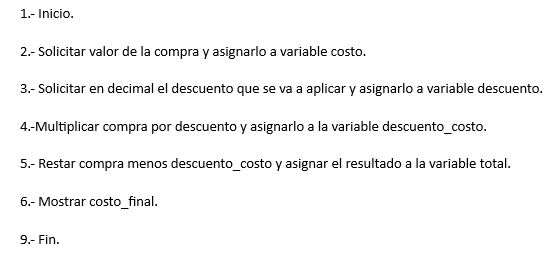 1.- Inicio.
2.- Solicitar valor de la compra y asignarlo a variable costo.
3.- Solicitar en decimal el descuento que se va a aplicar y asignarlo a variable descuento.
4.-Multiplicar compra por descuento y asignarlo a la variable descuento_costo.
5.- Restar compra menos descuento_costo y asignar el resultado a la variable total.
6.- Mostrar costo_final.
9.- Fin.